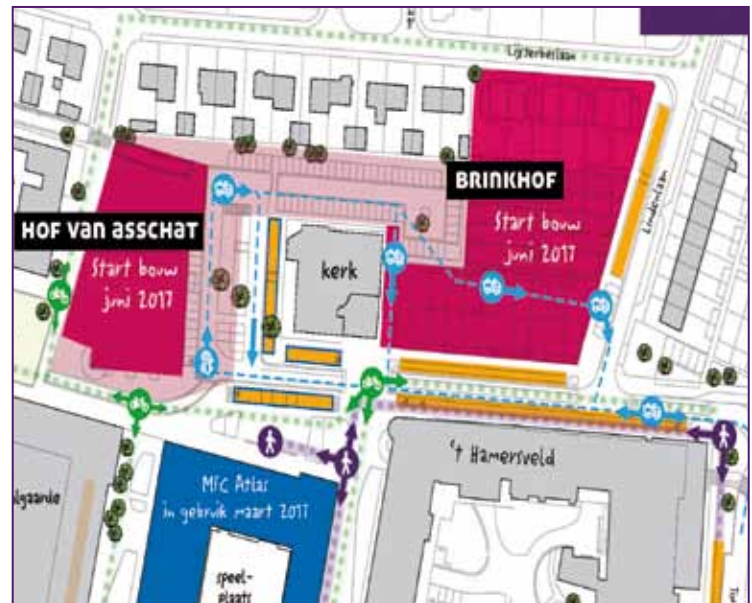 Lijsterbeslaan
BRINKHOF
Start bouw
juni 2017
Lindenlaan
HOF van asschat
Start bouw
juni 2017
kerk
't Hamersveld
MFC Atlas
in gebruik maart 2017
speel-
plaats